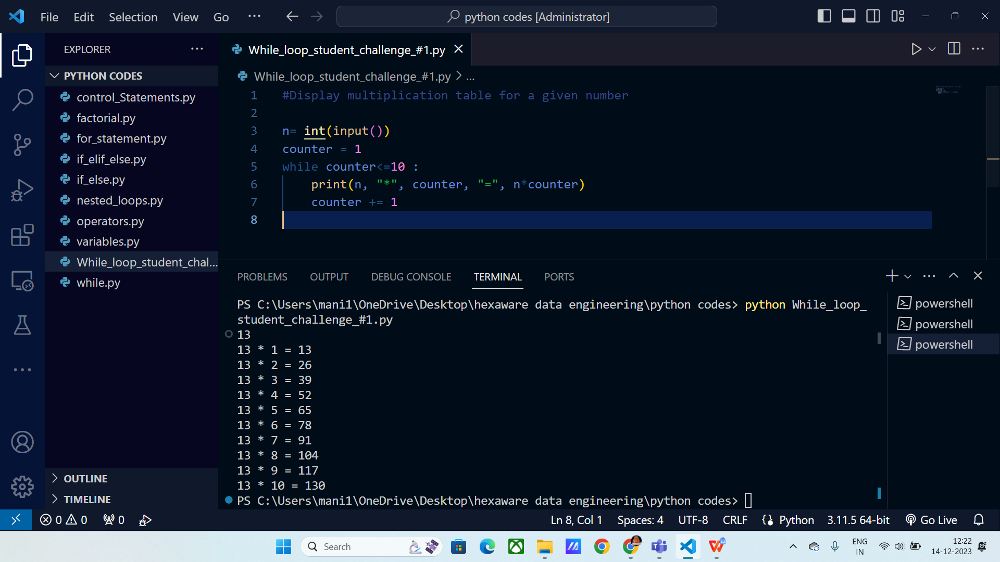 File Edit Selection View Go ··· python codes [Administrator]
EXPLORER ···
PYTHON CODES
control_Statements.py
factorial.py
for_statement.py
if_elif_else.py
if_else.py
nested_loops.py
operators.py
variables.py
While_loop_student_chal...
while.py
OUTLINE
TIMELINE
While_loop_student_challenge_#1.py
While_loop_student_challenge_#1.py > ...
1 #Display multiplication table for a given number
2
3 n= int(input())
4 counter = 1
5 while counter<=10 :
6     print(n, "*", counter, "=", n*counter)
7     counter += 1
8
PROBLEMS OUTPUT DEBUG CONSOLE TERMINAL PORTS
PS C:\Users\mani1\OneDrive\Desktop\hexaware data engineering\python codes> python While_loop_
student_challenge_#1.py
13
13 * 1 = 13
13 * 2 = 26
13 * 3 = 39
13 * 4 = 52
13 * 5 = 65
13 * 6 = 78
13 * 7 = 91
13 * 8 = 104
13 * 9 = 117
13 * 10 = 130
PS C:\Users\mani1\OneDrive\Desktop\hexaware data engineering\python codes>
powershell
powershell
powershell
0 0 0 Ln 8, Col 1 Spaces: 4 UTF-8 CRLF Python 3.11.5 64-bit Go Live
Search
ENG
IN
12:22
14-12-2023